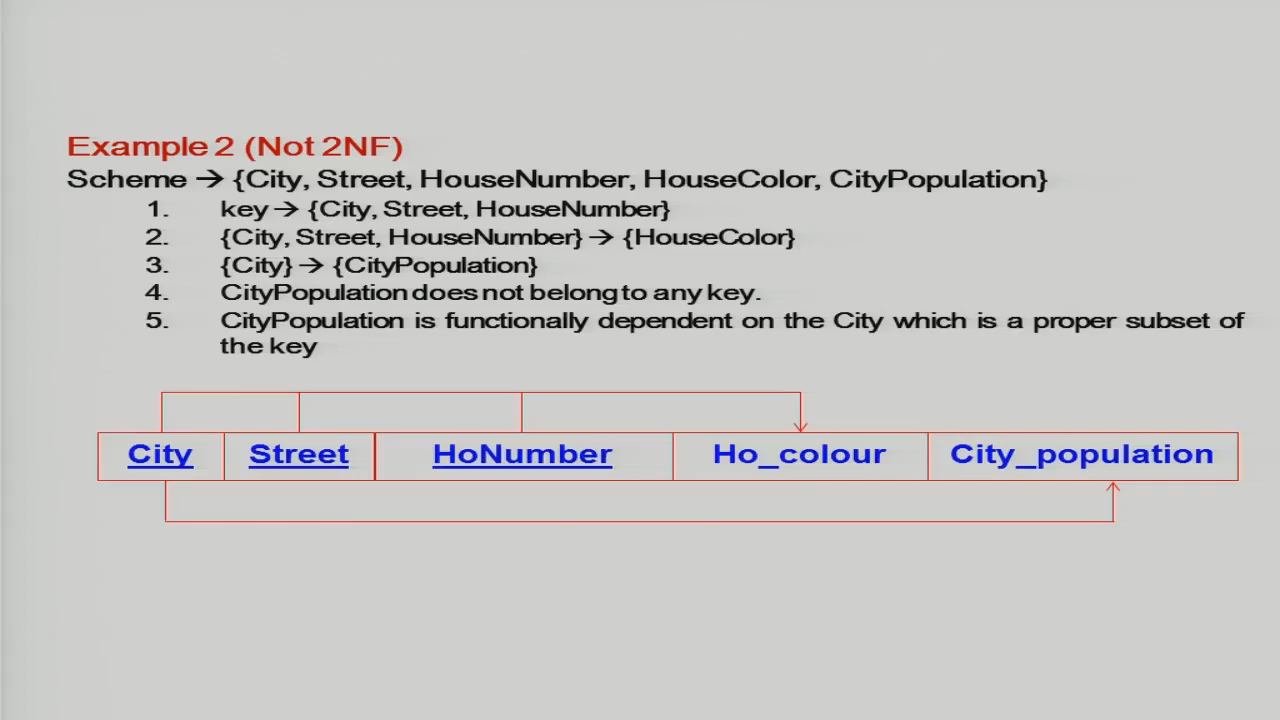 Example 2 (Not 2NF)
Scheme → {City, Street, HouseNumber, HouseColor, CityPopulation}
1. key → {City, Street, HouseNumber}
2. {City, Street, HouseNumber} → {HouseColor}
3. {City} → {CityPopulation}
4. CityPopulation does not belong to any key.
5. CityPopulation is functionally dependent on the City which is a proper subset of
the key
City Street HoNumber Ho_colour City_population